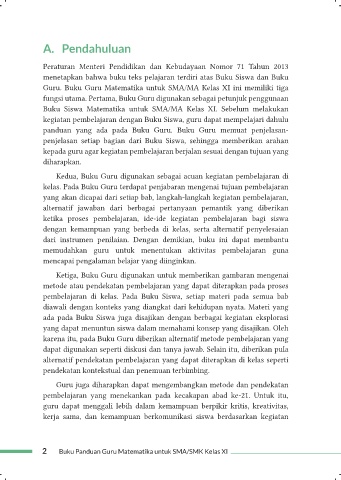 A. Pendahuluan
Peraturan Menteri Pendidikan dan Kebudayaan Nomor 71 Tahun 2013
menetapkan bahwa buku teks pelajaran terdiri atas Buku Siswa dan Buku
Guru. Buku Guru Matematika untuk SMA/MA Kelas XI ini memiliki tiga
fungsi utama. Pertama, Buku Guru digunakan sebagai petunjuk penggunaan
Buku Siswa Matematika untuk SMA/MA Kelas XI. Sebelum melakukan
kegiatan pembelajaran dengan Buku Siswa, guru dapat mempelajari dahulu
panduan yang ada pada Buku Guru. Buku Guru memuat penjelasan-
penjelasan setiap bagian dari Buku Siswa, sehingga memberikan arahan
kepada guru agar kegiatan pembelajaran berjalan sesuai dengan tujuan yang
diharapkan.
Kedua, Buku Guru digunakan sebagai acuan kegiatan pembelajaran di
kelas. Pada Buku Guru terdapat penjabaran mengenai tujuan pembelajaran
yang akan dicapai dari setiap bab, langkah-langkah kegiatan pembelajaran,
alternatif jawaban dari berbagai pertanyaan pemantik yang diberikan
ketika proses pembelajaran, ide-ide kegiatan pembelajaran bagi siswa
dengan kemampuan yang berbeda di kelas, serta alternatif penyelesaian
dari instrumen penilaian. Dengan demikian, buku ini dapat membantu
memudahkan guru untuk menentukan aktivitas pembelajaran guna
mencapai pengalaman belajar yang diinginkan.
Ketiga, Buku Guru digunakan untuk memberikan gambaran mengenai
metode atau pendekatan pembelajaran yang dapat diterapkan pada proses
pembelajaran di kelas. Pada Buku Siswa, setiap materi pada semua bab
diawali dengan konteks yang diangkat dari kehidupan nyata. Materi yang
ada pada Buku Siswa juga disajikan dengan berbagai kegiatan eksplorasi
yang dapat menuntun siswa dalam memahami konsep yang disajikan. Oleh
karena itu, pada Buku Guru diberikan alternatif metode pembelajaran yang
dapat digunakan seperti diskusi dan tanya jawab. Selain itu, diberikan pula
alternatif pendekatan pembelajaran yang dapat diterapkan di kelas seperti
pendekatan kontekstual dan penemuan terbimbing.
Guru juga diharapkan dapat mengembangkan metode dan pendekatan
pembelajaran yang menekankan pada kecakapan abad ke-21. Untuk itu,
guru dapat menggali lebih dalam kemampuan berpikir kritis, kreativitas,
kerja sama, dan kemampuan berkomunikasi siswa berdasarkan kegiatan
2 Buku Panduan Guru Matematika untuk SMA/SMK Kelas XI